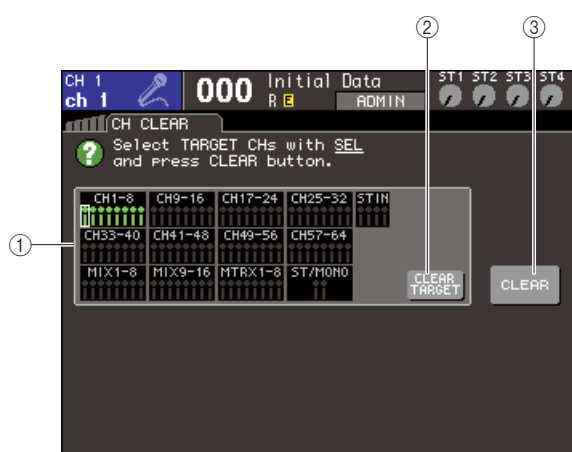 ② ③
CH 1
ch 1
000
Initial Data
R E ADMIN
ST1 ST2 ST3 ST4
CH CLEAR
? Select TARGET CHs with SEL
and press CLEAR button.
①
CH1-8 CH9-16 CH17-24 CH25-32 STIN
CH33-40 CH41-48 CH49-56 CH57-64
MIX1-8 MIX9-16 MTRX1-8 ST/MONO
CLEAR
TARGET
CLEAR